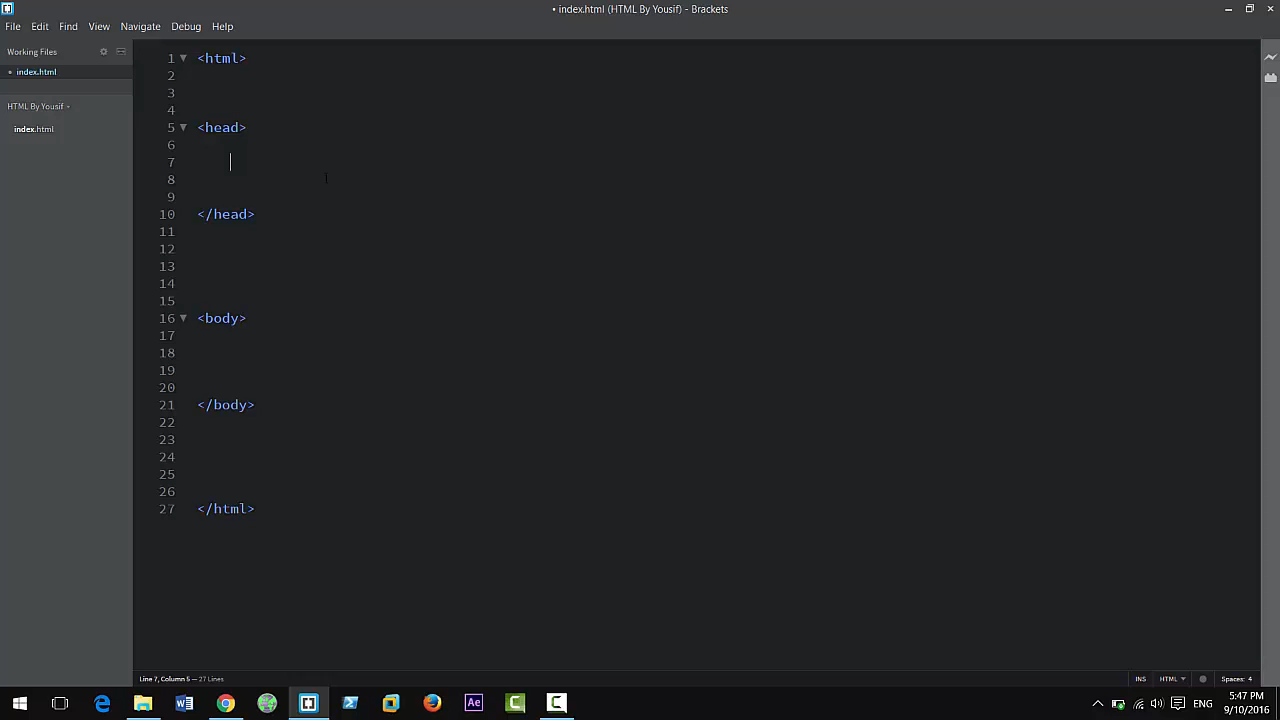 • index.html (HTML By Yousif) - Brackets
File Edit Find View Navigate Debug Help
Working Files
• index.html
HTML By Yousif
index.html
1 <html>
2
3
4
5 <head>
6
7
8
9
10 </head>
11
12
13
14
15
16 <body>
17
18
19
20
21 </body>
22
23
24
25
26
27 </html>
Line 7, Column 5 — 27 Lines
INS HTML Spaces: 4
W Ae C C ENG
5:47 PM
9/10/2016